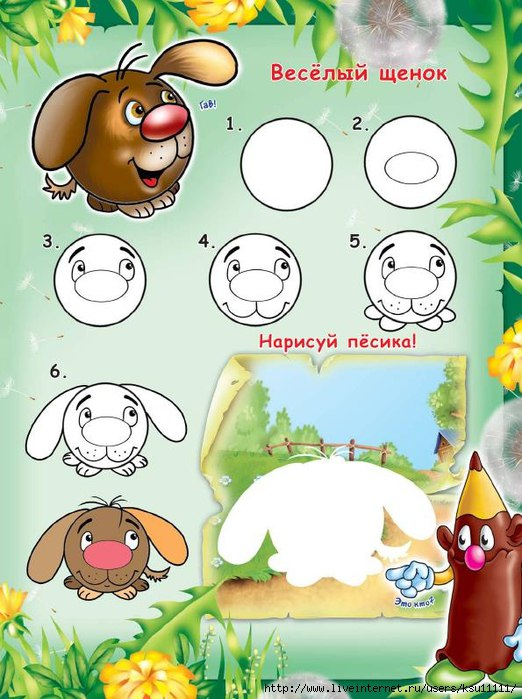 Весёлый щенок
Гав!
1.
2.
3.
4.
5.
Нарисуй пёсика!
6.
Это кто?
http://www.liveinternet.ru/users/ksu11111/